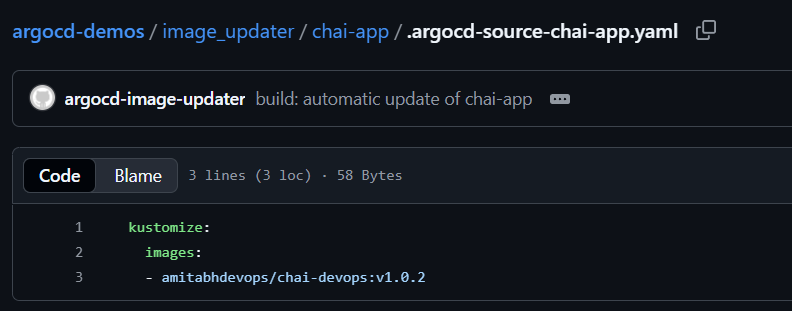 argocd-demos / image_updater / chai-app / .argocd-source-chai-app.yaml
argocd-image-updater build: automatic update of chai-app
Code Blame 3 lines (3 loc) · 58 Bytes
1 kustomize:
2   images:
3   - amitabhdevops/chai-devops:v1.0.2